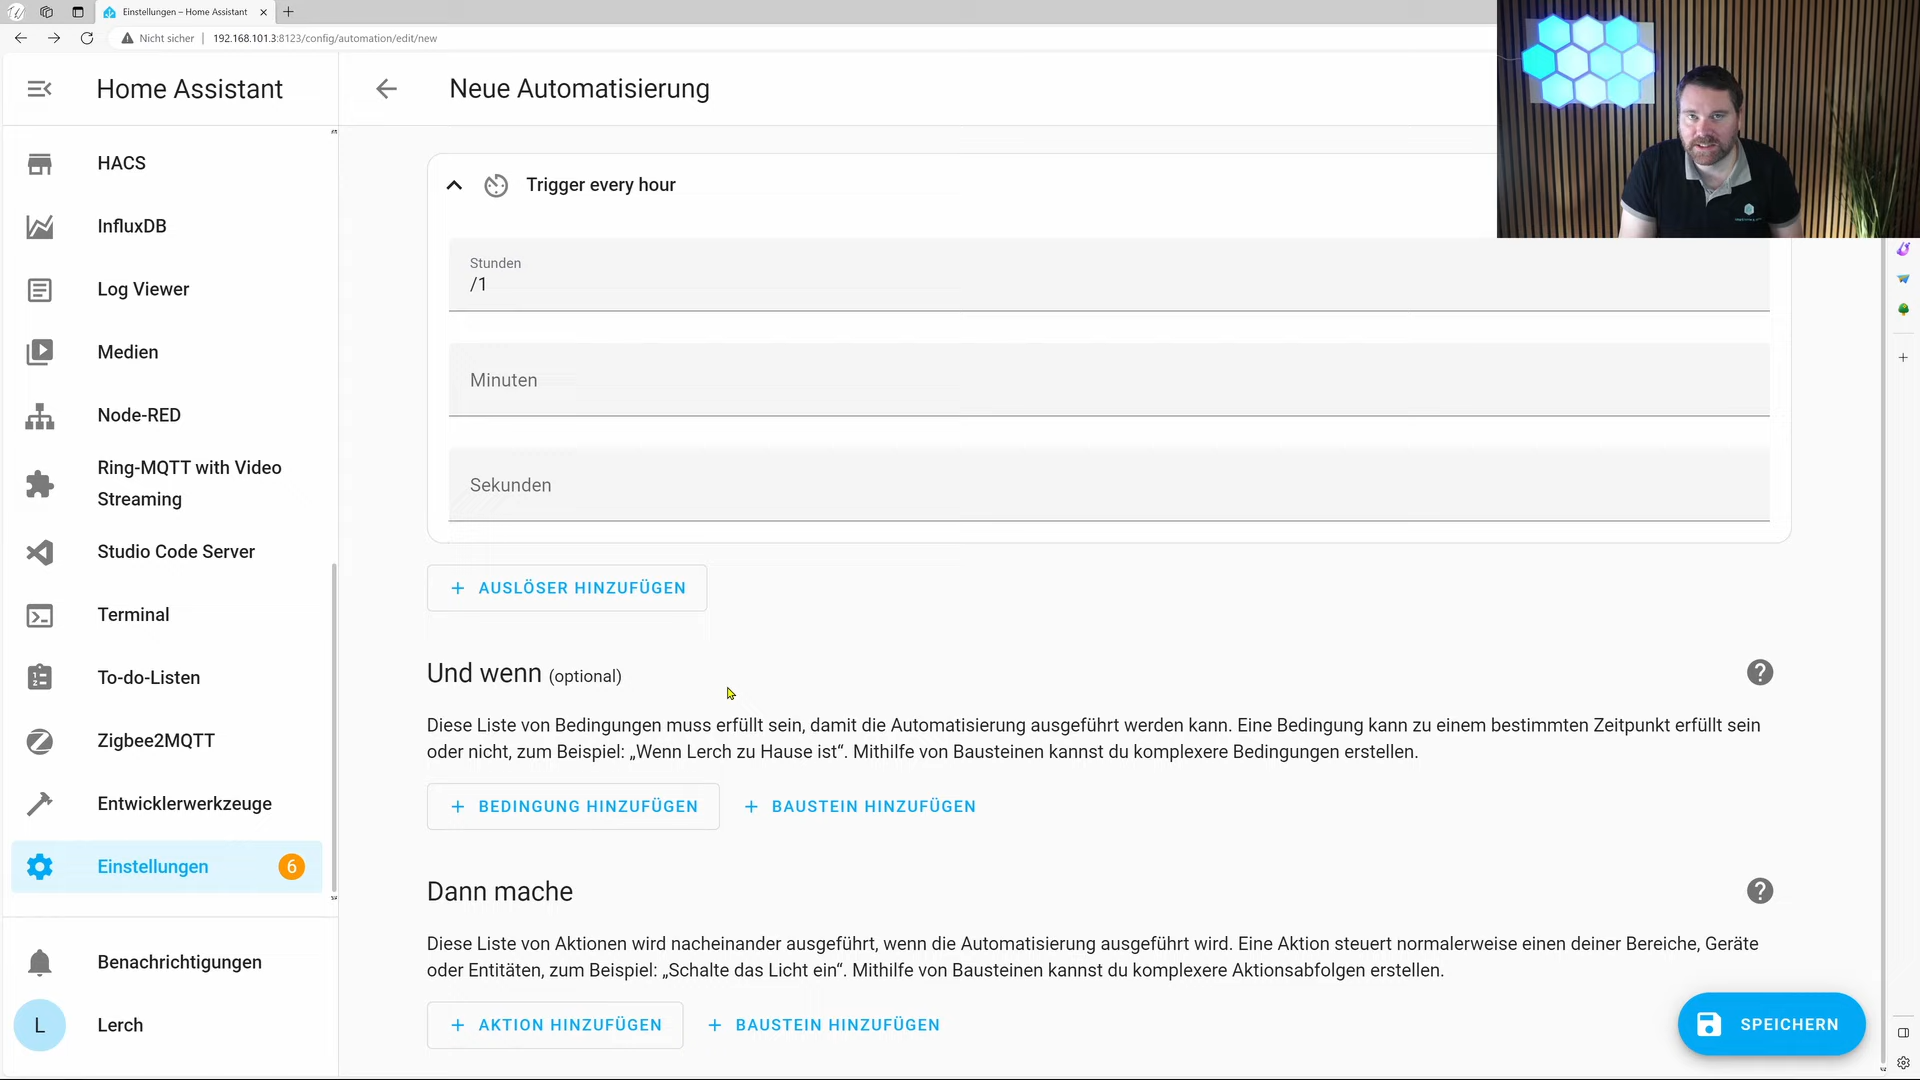 Einstellungen – Home Assistant
Nicht sicher
192.168.101.3:8123/config/automation/edit/new
Home Assistant
Neue Automatisierung
HACS
InfluxDB
Log Viewer
Medien
Node-RED
Ring-MQTT with Video
Streaming
Studio Code Server
Terminal
To-do-Listen
Zigbee2MQTT
Entwicklerwerkzeuge
Einstellungen
6
Benachrichtigungen
L
Lerch
Trigger every hour
Stunden
/1
Minuten
Sekunden
+ AUSLÖSER HINZUFÜGEN
Und wenn (optional)
Diese Liste von Bedingungen muss erfüllt sein, damit die Automatisierung ausgeführt werden kann. Eine Bedingung kann zu einem bestimmten Zeitpunkt erfüllt sein
oder nicht, zum Beispiel: „Wenn Lerch zu Hause ist“. Mithilfe von Bausteinen kannst du komplexere Bedingungen erstellen.
+ BEDINGUNG HINZUFÜGEN
+ BAUSTEIN HINZUFÜGEN
Dann mache
Diese Liste von Aktionen wird nacheinander ausgeführt, wenn die Automatisierung ausgeführt wird. Eine Aktion steuert normalerweise einen deiner Bereiche, Geräte
oder Entitäten, zum Beispiel: „Schalte das Licht ein“. Mithilfe von Bausteinen kannst du komplexere Aktionsabfolgen erstellen.
+ AKTION HINZUFÜGEN
+ BAUSTEIN HINZUFÜGEN
SPEICHERN